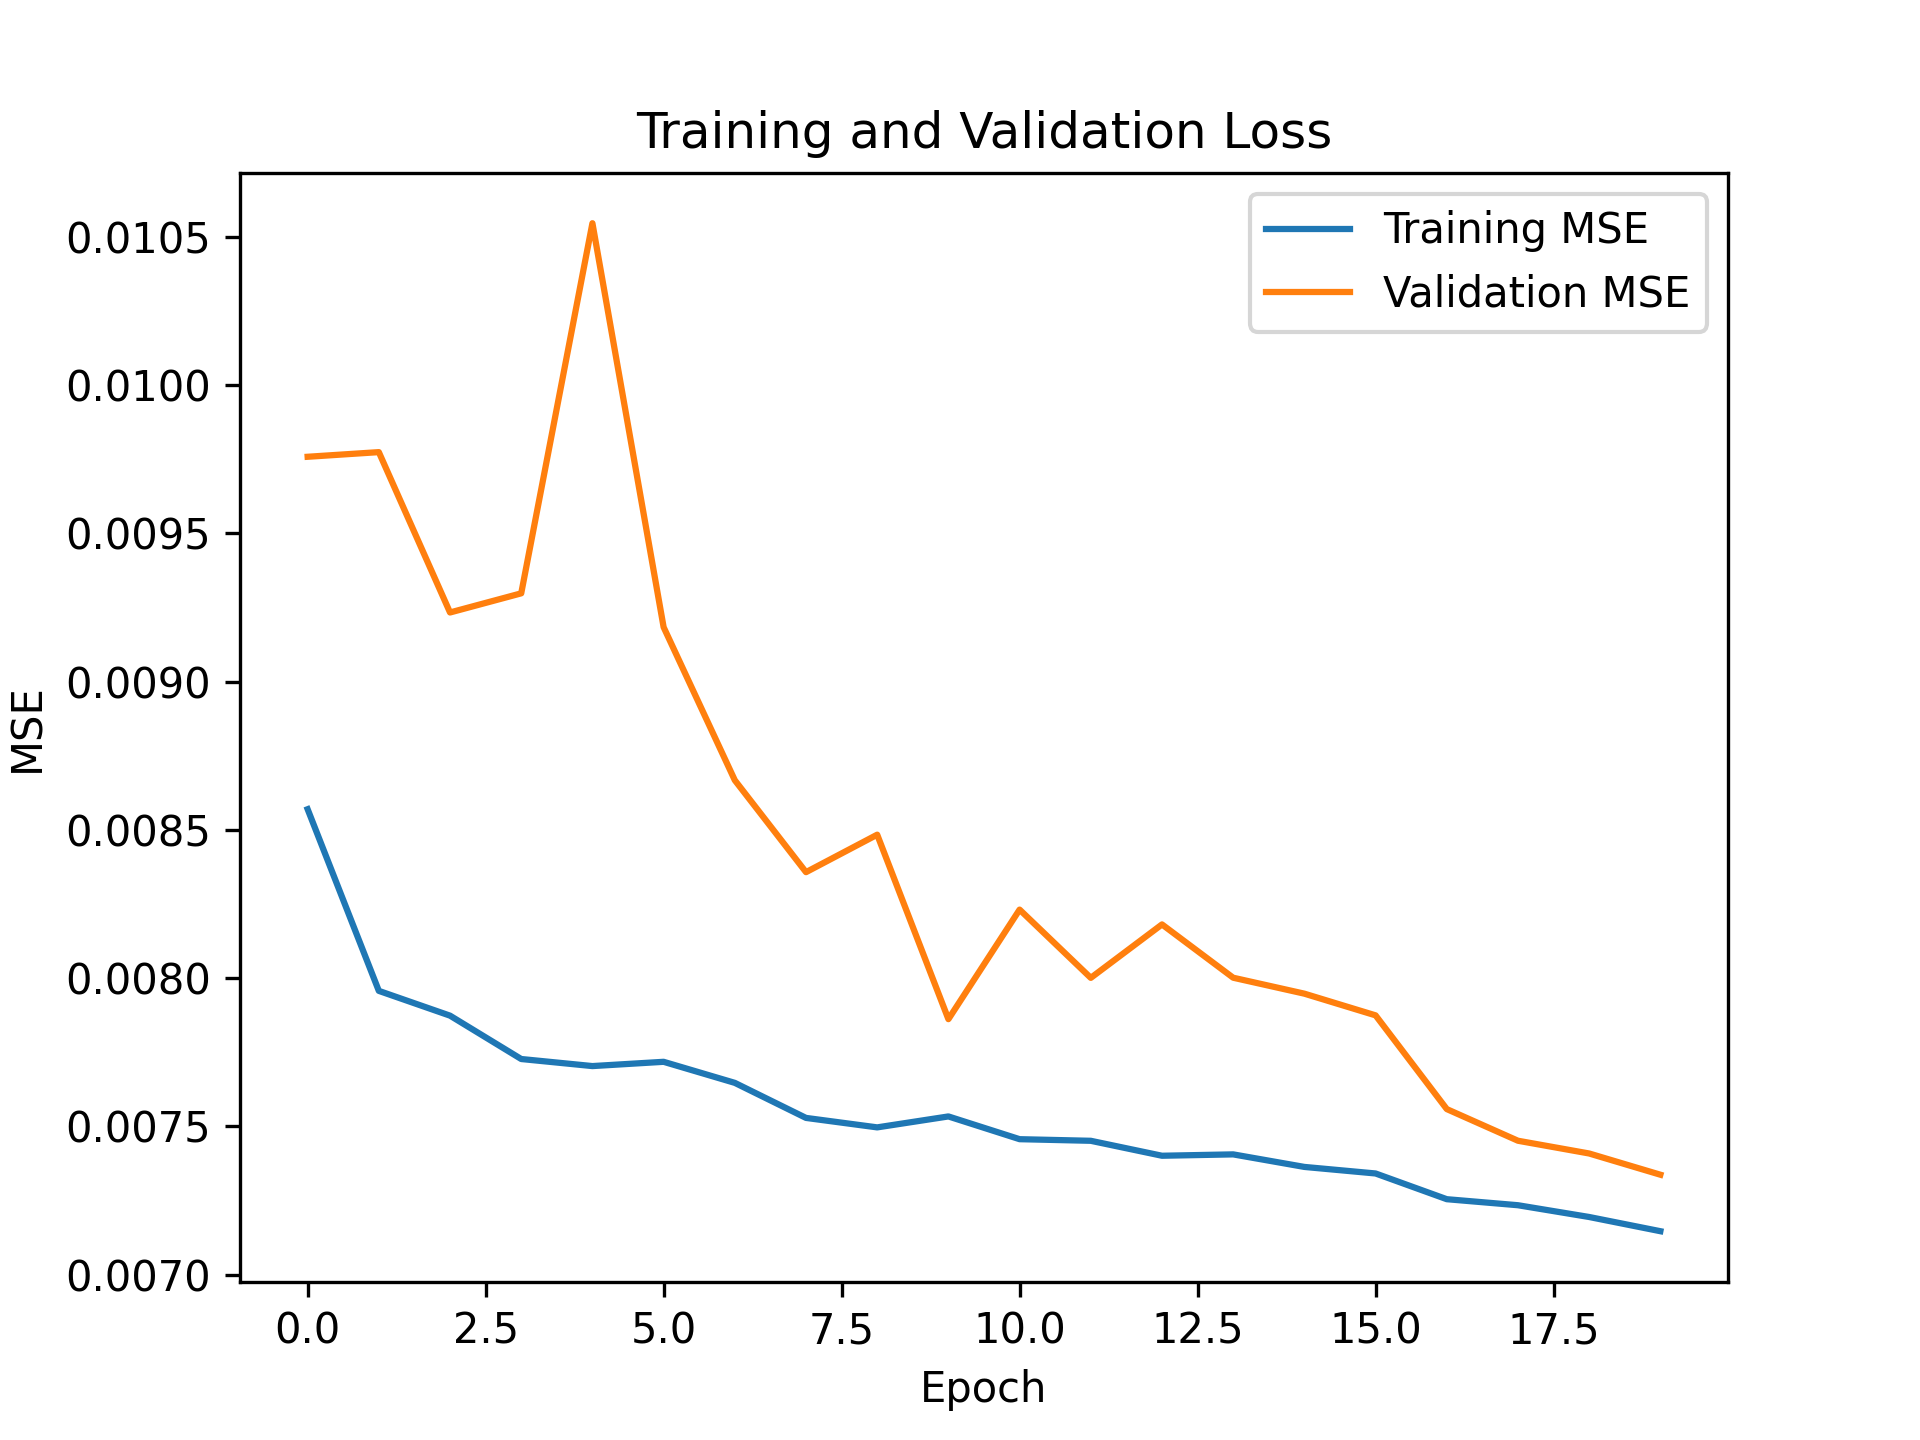 Training and Validation Loss
Training MSE
Validation MSE
0.0105
0.0100
0.0095
0.0090
0.0085
0.0080
0.0075
0.0070
MSE
0.0 2.5 5.0 7.5 10.0 12.5 15.0 17.5
Epoch